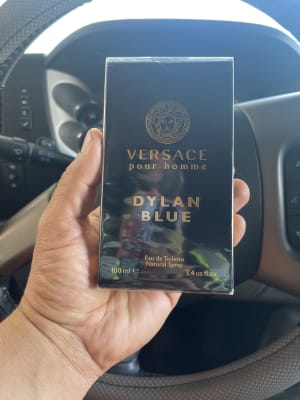 VERSACE
pour homme
DYLAN
BLUE
Eau de Toilette
Natural Spray
100 ml e 3.4 us fl.oz